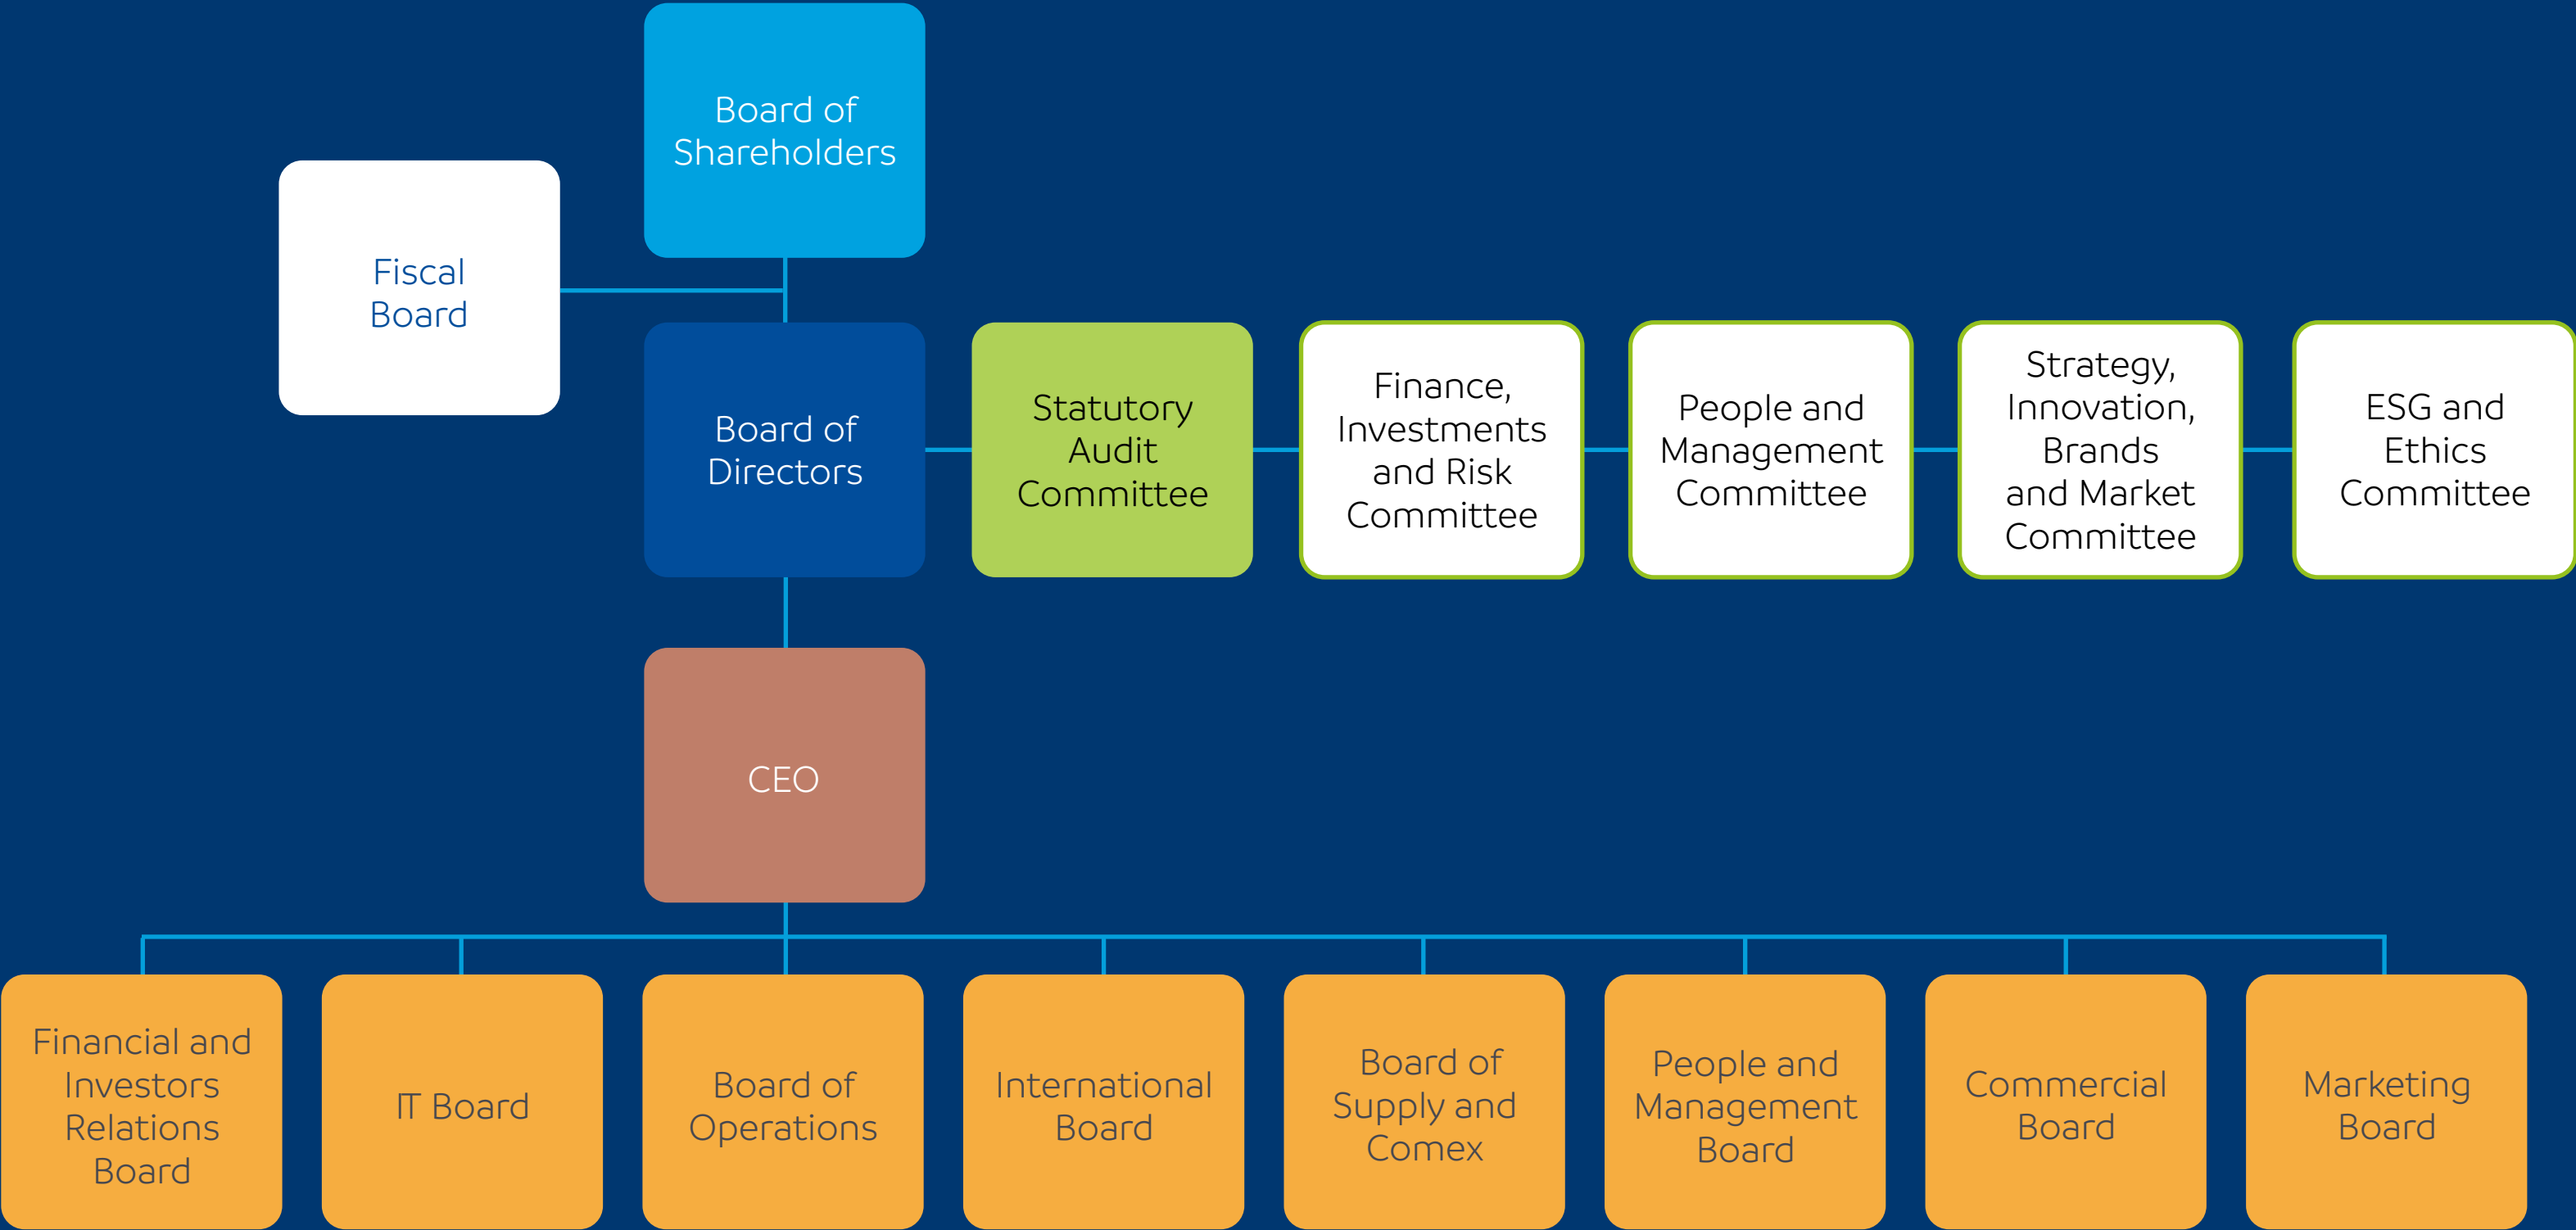 Board of
Shareholders
Fiscal
Board
Board of
Directors
Statutory
Audit
Committee
Finance,
Investments
and Risk
Committee
People and
Management
Committee
Strategy,
Innovation,
Brands
and Market
Committee
ESG and
Ethics
Committee
CEO
Financial and
Investors
Relations
Board
IT Board
Board of
Operations
International
Board
Board of
Supply and
Comex
People and
Management
Board
Commercial
Board
Marketing
Board